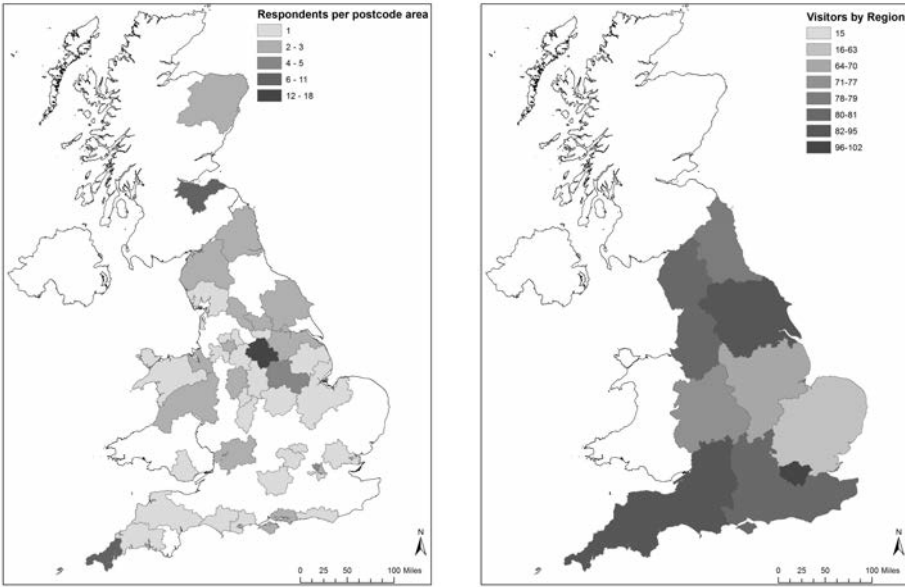 Respondents per postcode area
1
2 - 3
4 - 5
6 - 11
12 - 18
N
0 25 50 100 Miles
Visitors by Region
15
16-63
64-70
71-77
78-79
80-81
82-95
96-102
N
0 25 50 100 Miles